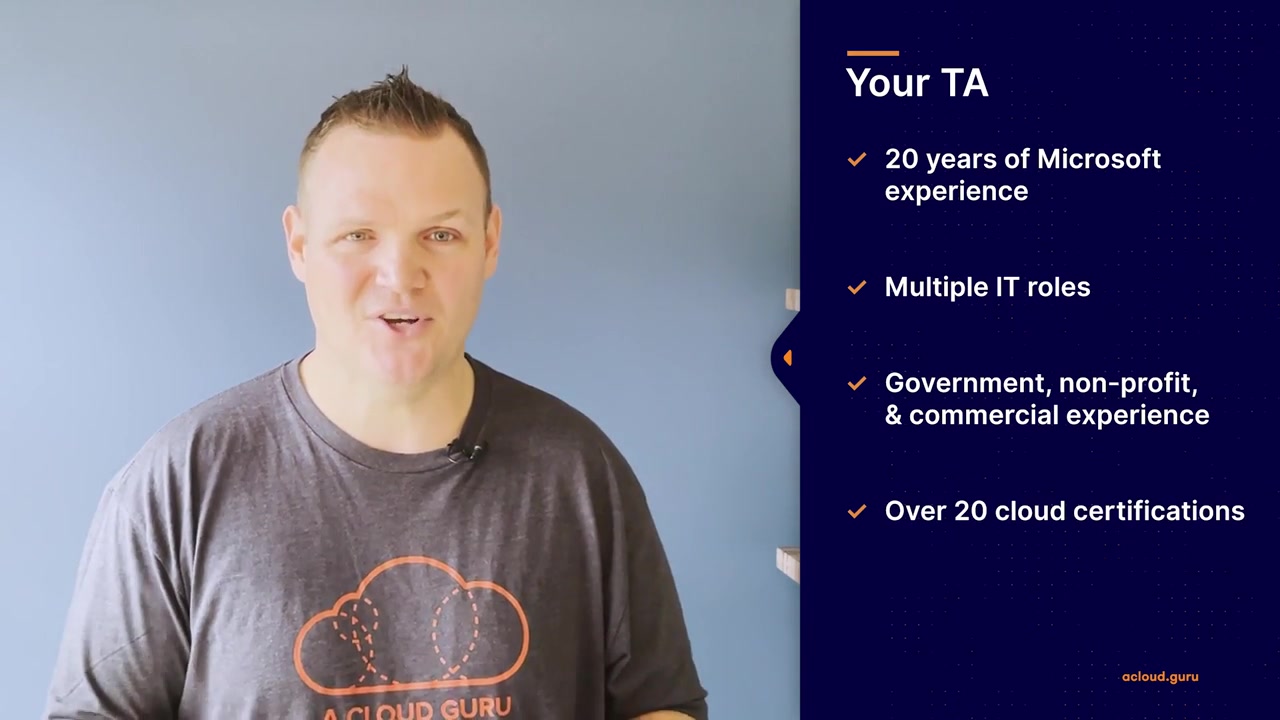 Your TA
20 years of Microsoft
experience
Multiple IT roles
Government, non-profit,
& commercial experience
Over 20 cloud certifications
acloud.guru
A CLOUD GURU